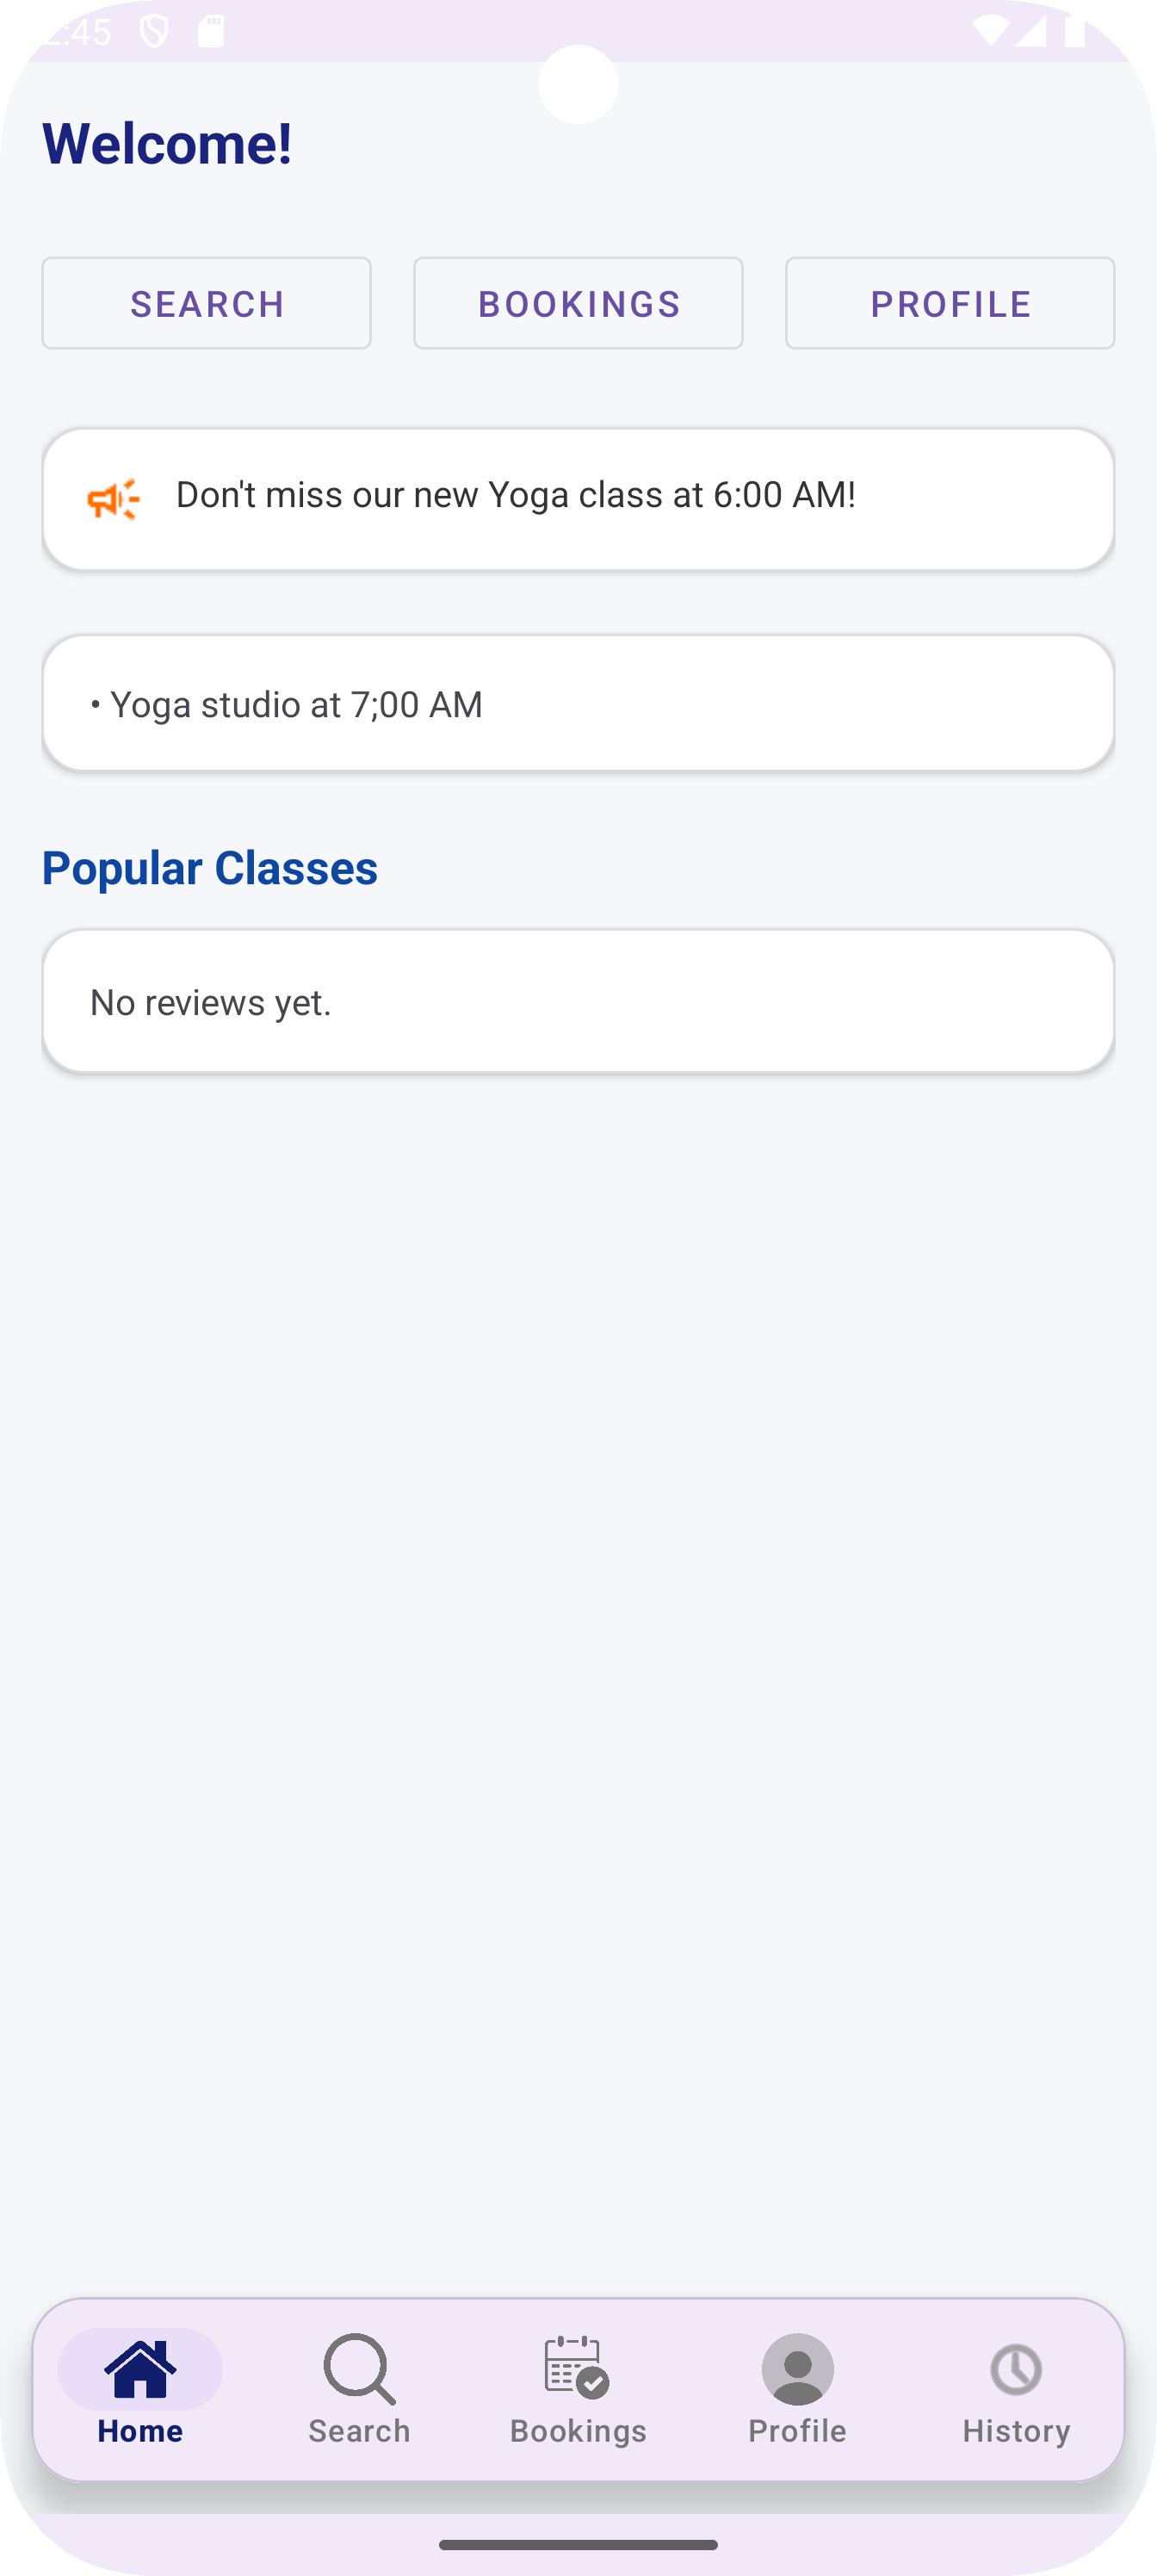 :45
Welcome!
SEARCH BOOKINGS PROFILE
Don't miss our new Yoga class at 6:00 AM!
• Yoga studio at 7;00 AM
Popular Classes
No reviews yet.
Home Search Bookings Profile History